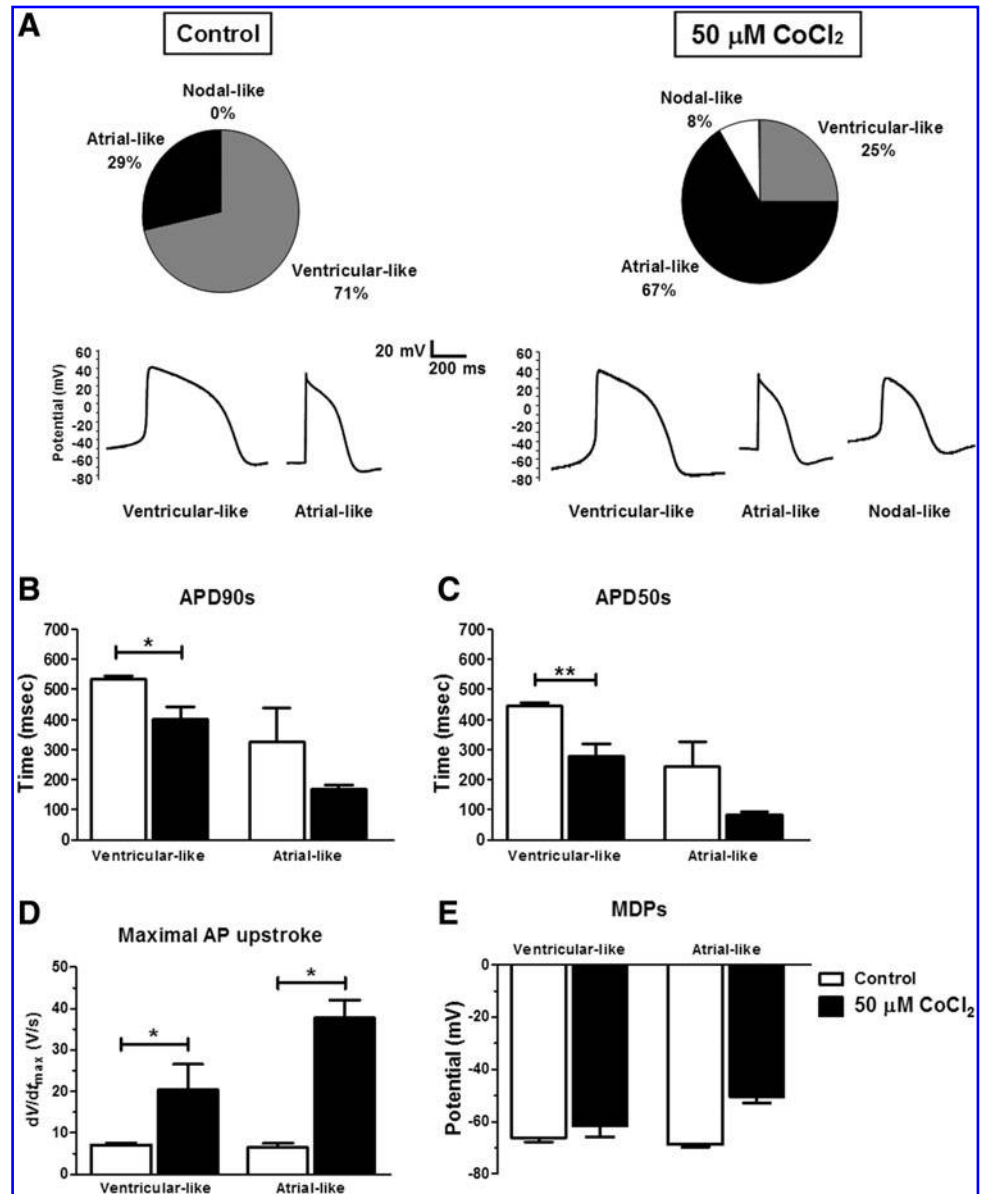 A
Control
50 μM CoCl2
Nodal-like
0%
Atrial-like
29%
Ventricular-like
71%
Nodal-like
8%
Ventricular-like
25%
Atrial-like
67%
Potential (mV)
60
40
20
0
-20
-40
-60
-80
20 mV
200 ms
60
40
20
0
-20
-40
-60
-80
Ventricular-like
Atrial-like
Ventricular-like
Atrial-like
Nodal-like
B
APD90s
Time (msec)
700
600
500
400
300
200
100
0
*
Ventricular-like
Atrial-like
C
APD50s
Time (msec)
700
600
500
400
300
200
100
0
**
Ventricular-like
Atrial-like
D
Maximal AP upstroke
dV/dtmax (V/s)
50
40
30
20
10
0
*
*
Ventricular-like
Atrial-like
E
MDPs
Ventricular-like
Atrial-like
Potential (mV)
0
-20
-40
-60
-80
Control
50 μM CoCl2